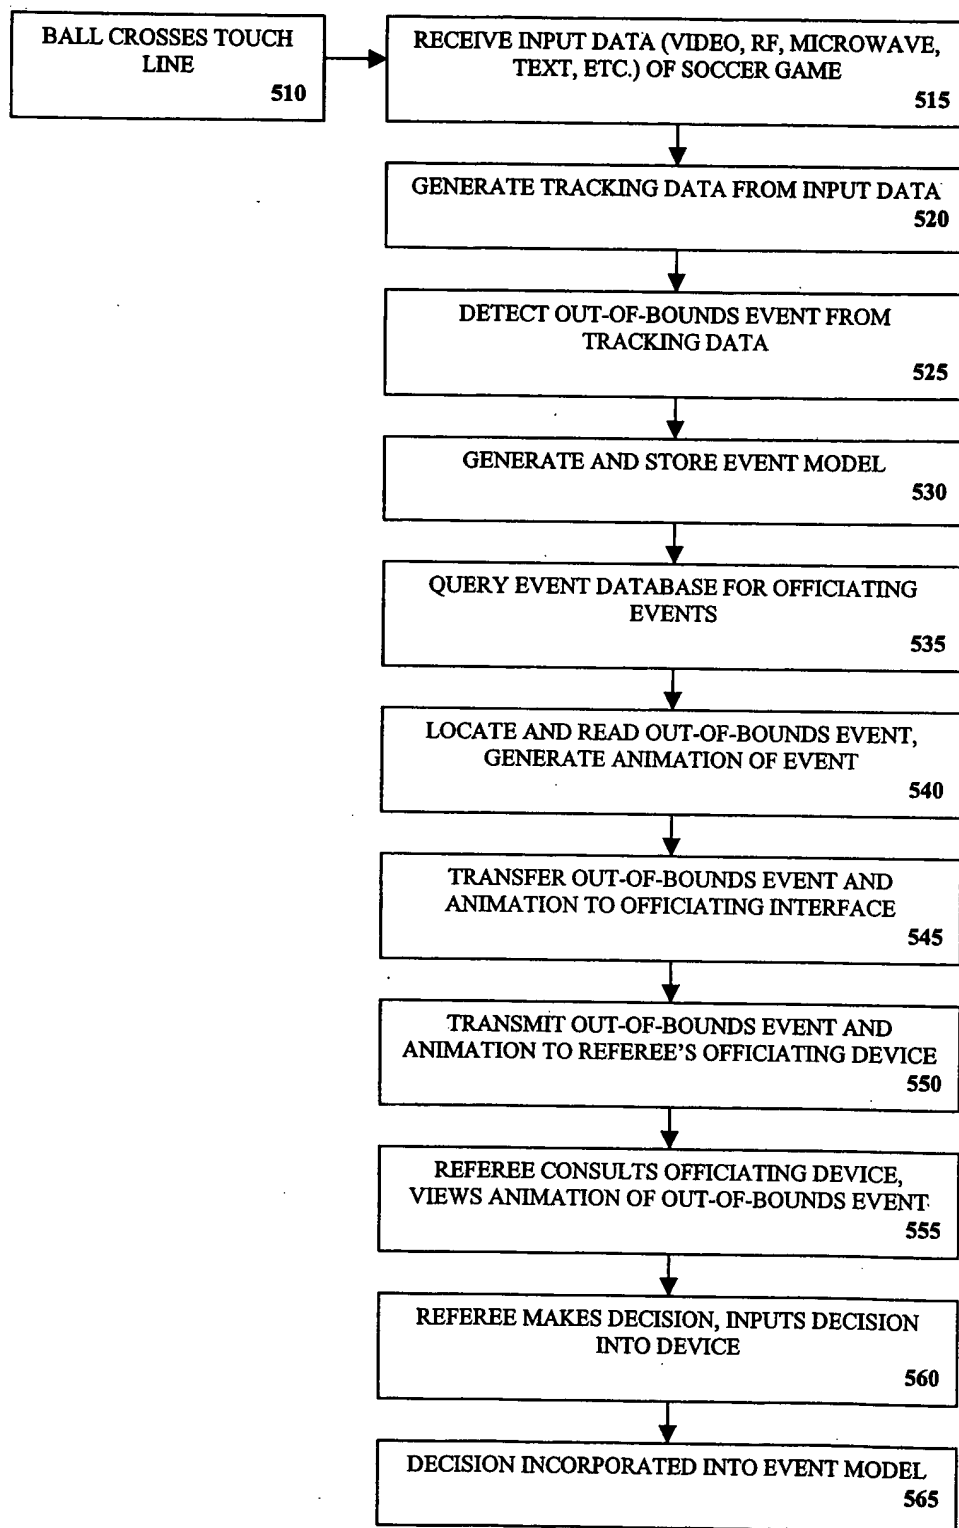 BALL CROSSES TOUCH
LINE
510
RECEIVE INPUT DATA (VIDEO, RF, MICROWAVE,
TEXT, ETC.) OF SOCCER GAME
515
GENERATE TRACKING DATA FROM INPUT DATA
520
DETECT OUT-OF-BOUNDS EVENT FROM
TRACKING DATA
525
GENERATE AND STORE EVENT MODEL
530
QUERY EVENT DATABASE FOR OFFICIATING
EVENTS
535
LOCATE AND READ OUT-OF-BOUNDS EVENT,
GENERATE ANIMATION OF EVENT
540
TRANSFER OUT-OF-BOUNDS EVENT AND
ANIMATION TO OFFICIATING INTERFACE
545
TRANSMIT OUT-OF-BOUNDS EVENT AND
ANIMATION TO REFEREE'S OFFICIATING DEVICE
550
REFEREE CONSULTS OFFICIATING DEVICE,
VIEWS ANIMATION OF OUT-OF-BOUNDS EVENT
555
REFEREE MAKES DECISION, INPUTS DECISION
INTO DEVICE
560
DECISION INCORPORATED INTO EVENT MODEL
565